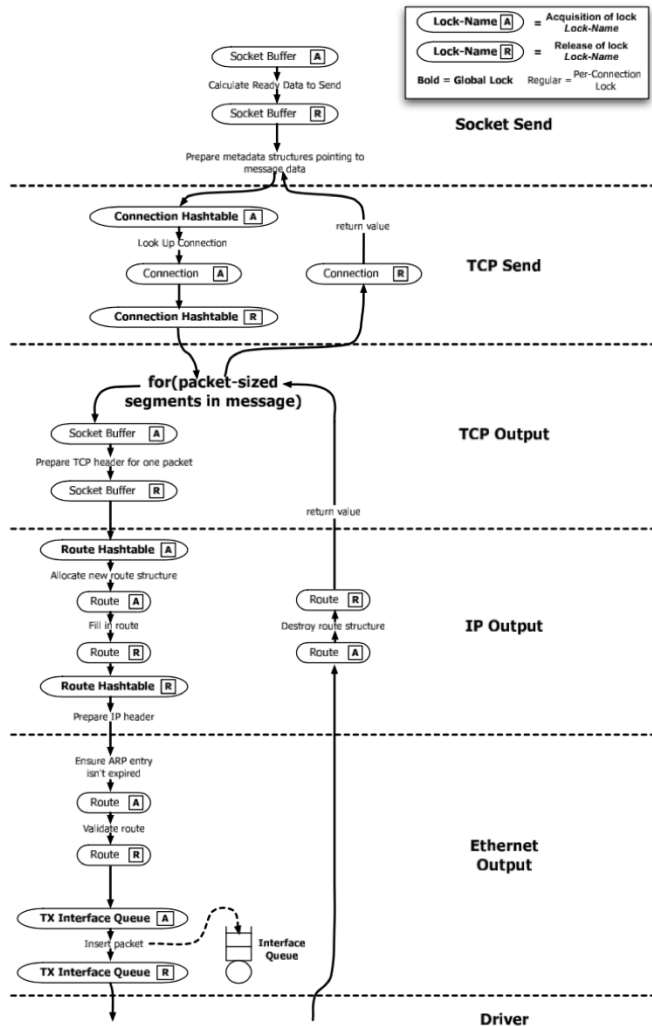 Lock-Name A = Acquisition of lock
Lock-Name
Lock-Name R = Release of lock
Lock-Name
Bold = Global Lock Regular = Per-Connection
Lock
Socket Buffer A
Calculate Ready Data to Send
Socket Buffer R
Socket Send
Prepare metadata structures pointing to
message data
Connection Hashtable A
return value
Look Up Connection
Connection A
Connection R
TCP Send
Connection Hashtable R
for(packet-sized
segments in message)
Socket Buffer A
TCP Output
Prepare TCP header for one packet
Socket Buffer R
return value
Route Hashtable A
Allocate new route structure
Route A
Route R
Fill in route
Destroy route structure
IP Output
Route R
Route A
Route Hashtable R
Prepare IP header
Ensure ARP entry
isn't expired
Route A
Validate route
Route R
Ethernet
Output
TX Interface Queue A
Insert packet
Interface
Queue
TX Interface Queue R
Driver